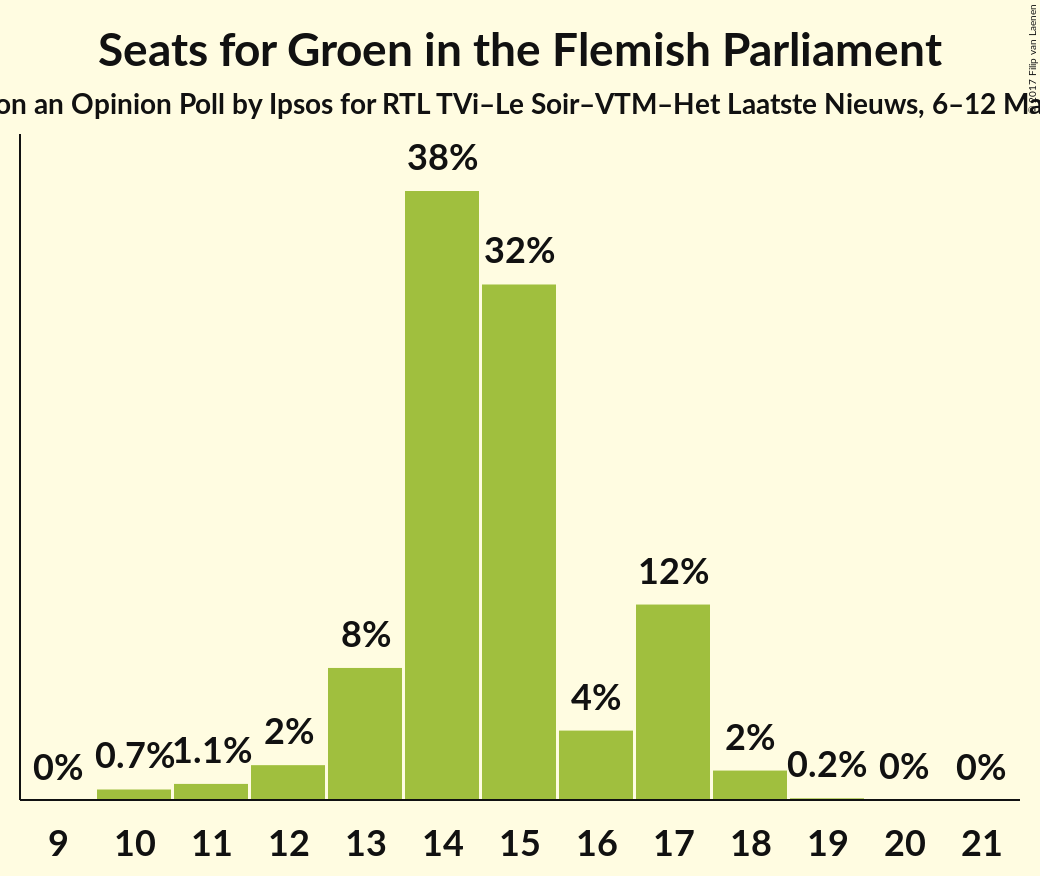 Seats for Groen in the Flemish Parliament
on an Opinion Poll by Ipsos for RTL TVi–Le Soir–VTM–Het Laatste Nieuws, 6–12
© 2017 Filip van Laenen
38%
32%
12%
8%
4%
2%
2%
0% 0.7% 1.1% 0.2% 0% 0%
9 10 11 12 13 14 15 16 17 18 19 20 21